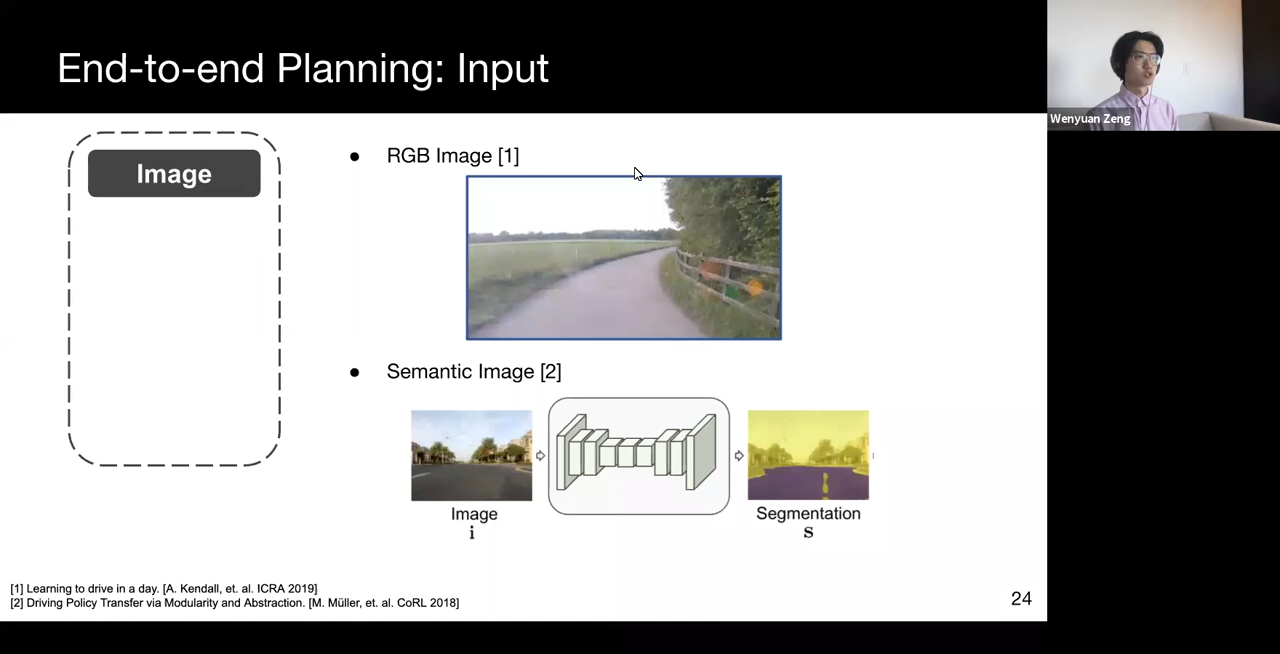 End-to-end Planning: Input
Wenyuan Zeng
Image
● RGB Image [1]
● Semantic Image [2]
Image
i
Segmentation
s
[1] Learning to drive in a day. [A. Kendall, et. al. ICRA 2019]
[2] Driving Policy Transfer via Modularity and Abstraction. [M. Müller, et. al. CoRL 2018]
24